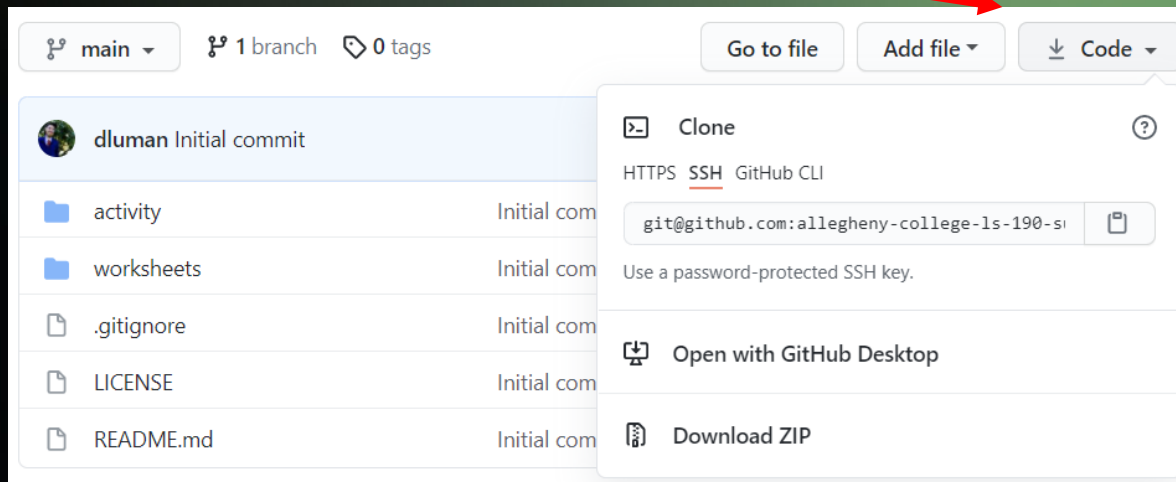 main 1 branch 0 tags Go to file Add file Code
dluman Initial commit
activity Initial com
worksheets Initial com
.gitignore Initial com
LICENSE Initial com
README.md Initial com
Clone
HTTPS SSH GitHub CLI
git@github.com:allegheny-college-ls-190-s
Use a password-protected SSH key.
Open with GitHub Desktop
Download ZIP